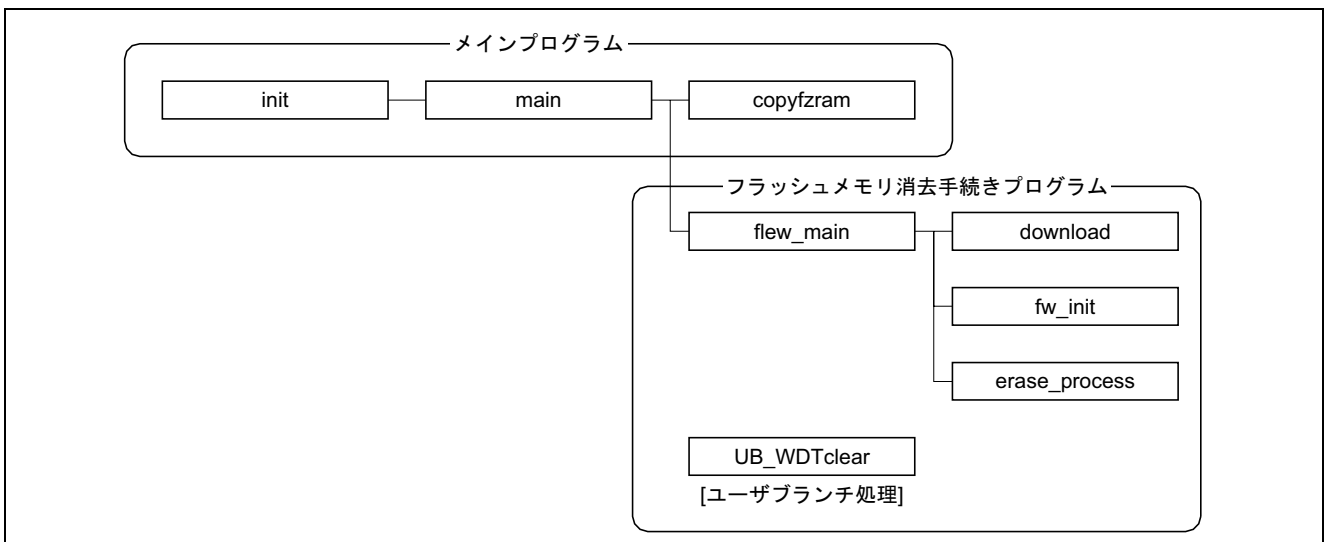 メインプログラム
init
main
copyfzram
フラッシュメモリ消去手続きプログラム
flew_main
download
fw_init
erase_process
UB_WDTclear
[ユーザブランチ処理]